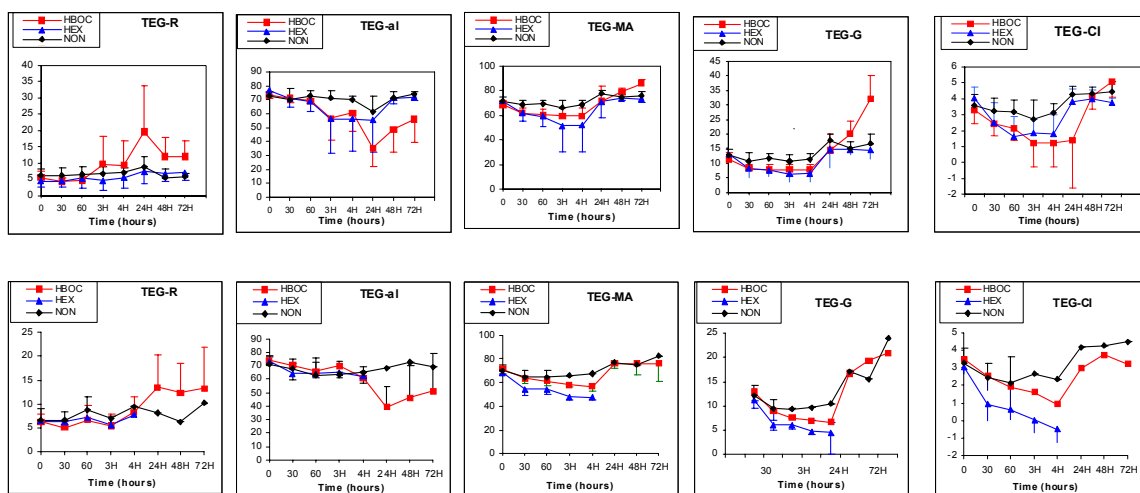 HBOC
HEX
NON
TEG-R
40
35
30
25
20
15
10
5
0
0 30 60 3H 4H 24H 48H 72H
Time (hours)
HBOC
HEX
NON
TEG-al
90
80
70
60
50
40
30
20
10
0
0 30 60 3H 4H 24H 48H 72H
Time (hours)
HBOC
HEX
NON
TEG-MA
100
80
60
40
20
0
0 30 60 3H 4H 24H 48H 72H
Time (hours)
HBOC
HEX
NON
TEG-G
45
40
35
30
25
20
15
10
5
0
0 30 60 3H 4H 24H 48H 72H
Time (hours)
HBOC
HEX
NON
TEG-CI
6
5
4
3
2
1
0
-1
-2
0 30 60 3H 4H 24H 48H 72H
Time (hours)
HBOC
HEX
NON
TEG-R
25
20
15
10
5
0
0 30 60 3H 4H 24H 48H 72H
Time (hours)
HBOC
HEX
NON
TEG-al
100
90
80
70
60
50
40
30
20
10
0
0 30 60 3H 4H 24H 48H 72H
Time (hours)
HBOC
HEX
NON
TEG-MA
100
80
60
40
20
0
0 30 60 3H 4H 24H 48H 72H
Time (hours)
HBOC
HEX
NON
TEG-G
25
20
15
10
5
0
30 3H 24H 72H
Time (hours)
HBOC
HEX
NON
TEG-CI
5
4
3
2
1
0
-1
-2
0 30 60 3H 4H 24H 48H 72H
Time (hours)